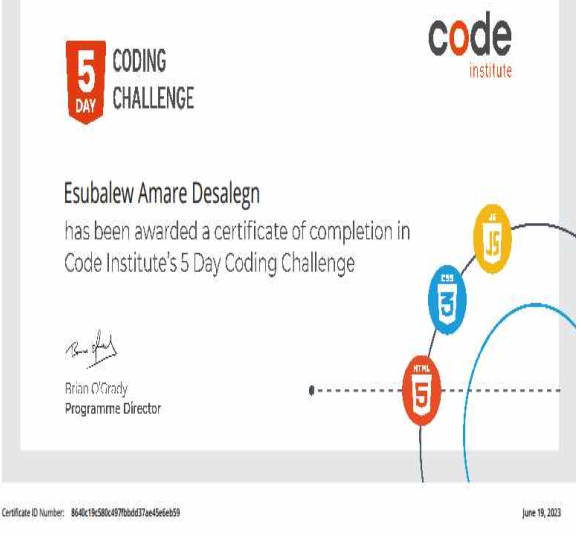 5
DAY
CODING
CHALLENGE
code
institute
Esubalew Amare Desalegn
has been awarded a certificate of completion in
Code Institute's 5 Day Coding Challenge
JS
JS
CSS
3
HTML
5
Brian O'Grady
Programme Director
Certificate ID Number: 8640c19c580c497fbbdd37ae45e6eb59
June 19, 2023